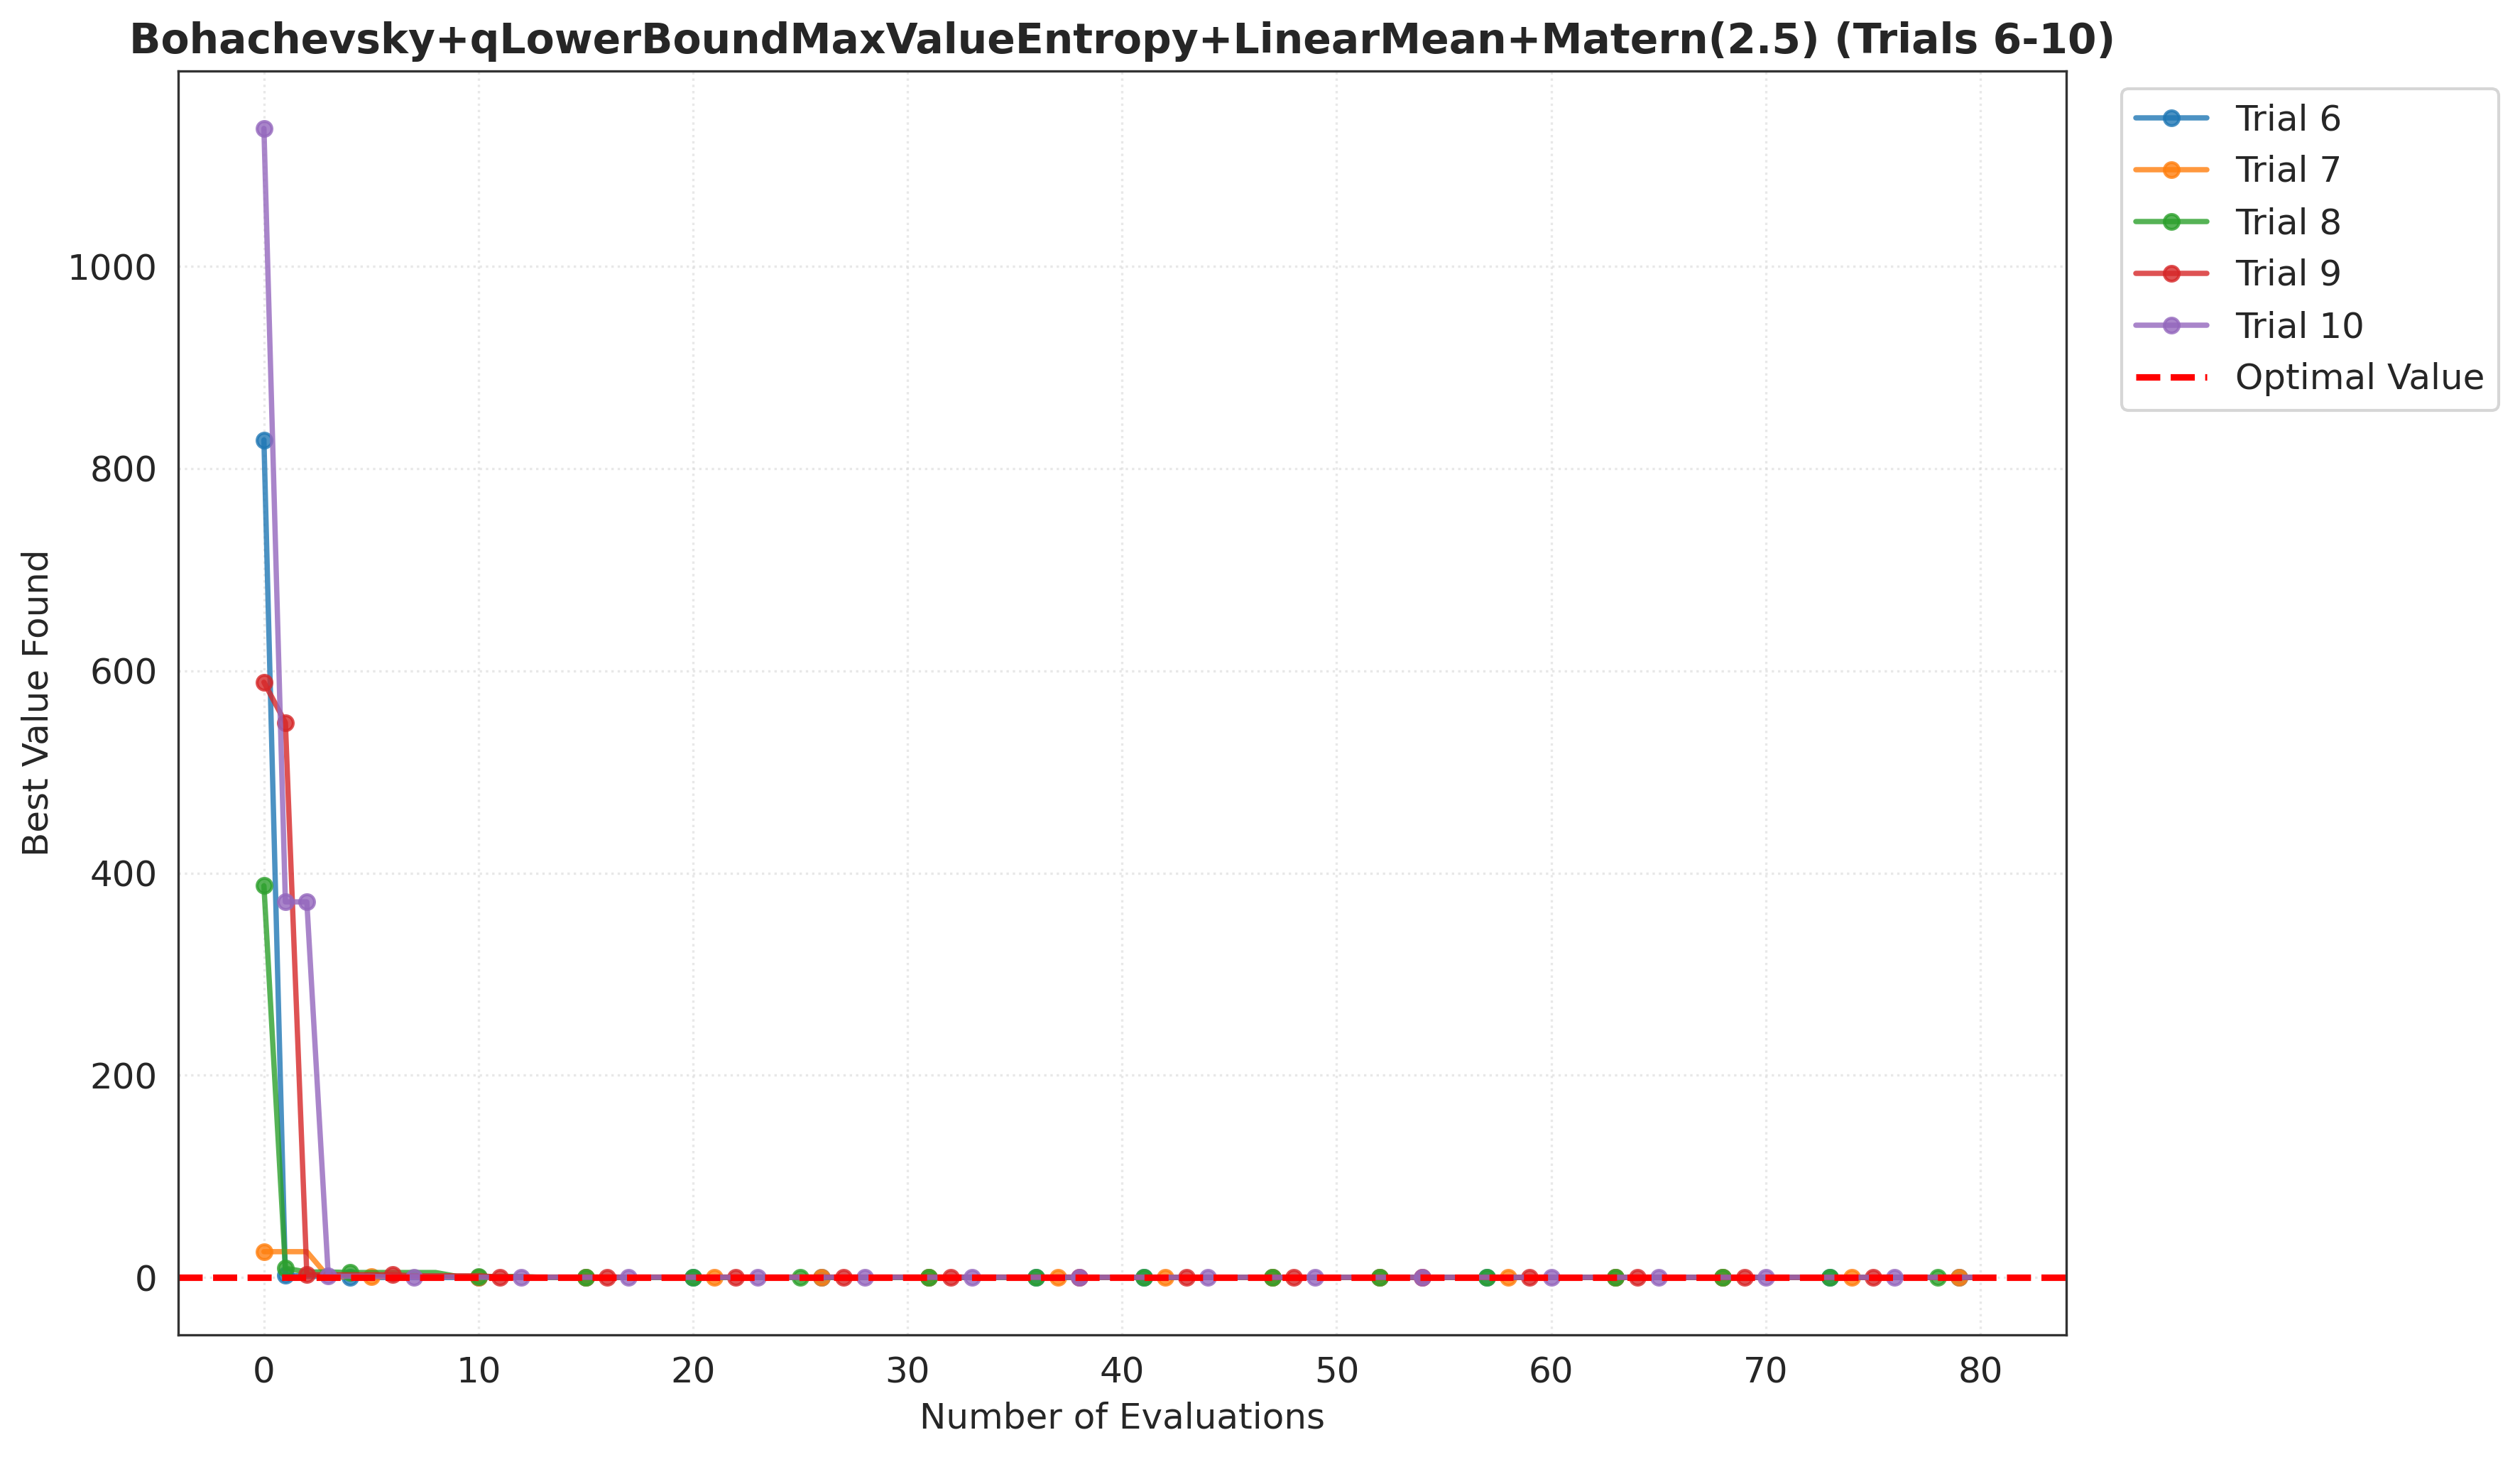 Bohachevsky+qLowerBoundMaxValueEntropy+LinearMean+Matern(2.5) (Trials 6-10)
Best Value Found
1000
800
600
400
200
0
0 10 20 30 40 50 60 70 80
Number of Evaluations
Trial 6
Trial 7
Trial 8
Trial 9
Trial 10
Optimal Value